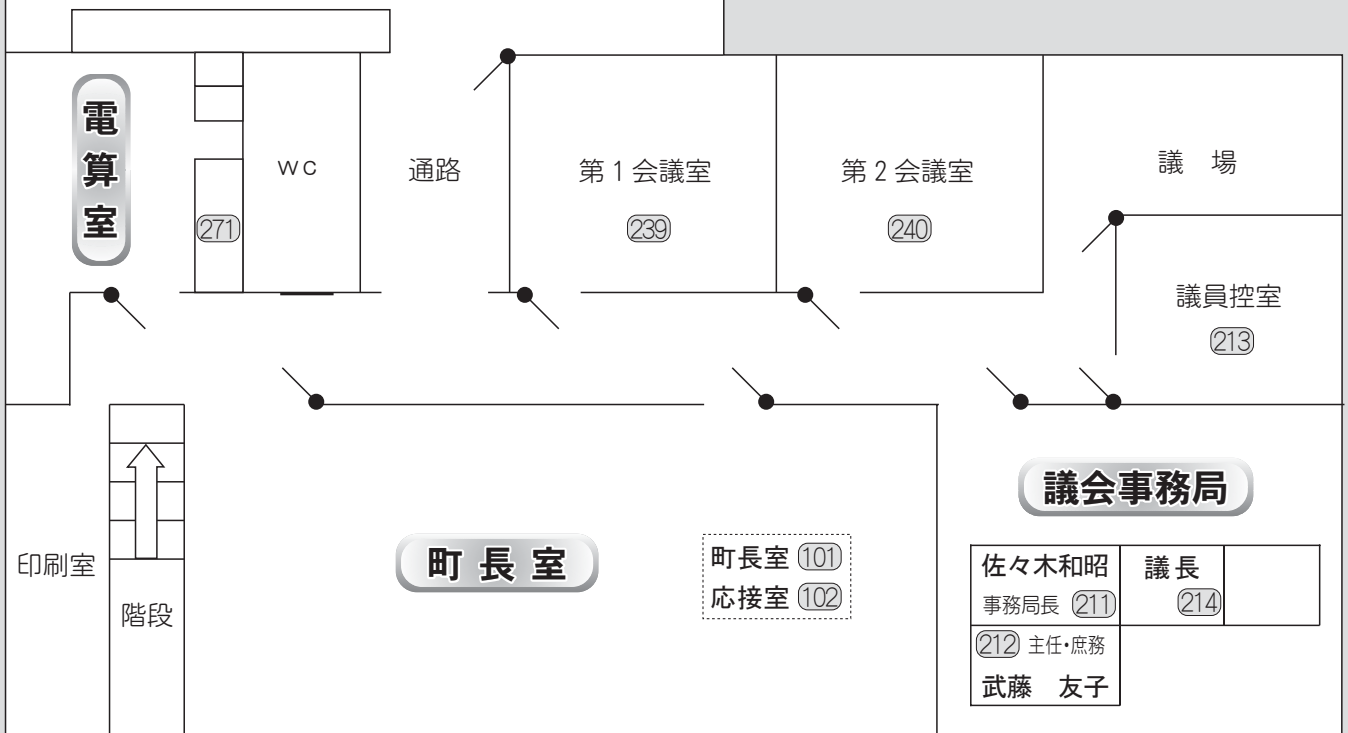 電算室
271
WC
通路
第1会議室
239
第2会議室
240
議 場
議員控室
213
印刷室
階段
町長室
町長室 101
応接室 102
議会事務局
佐々木和昭
事務局長 211
議長
214
212 主任・庶務
武藤 友子